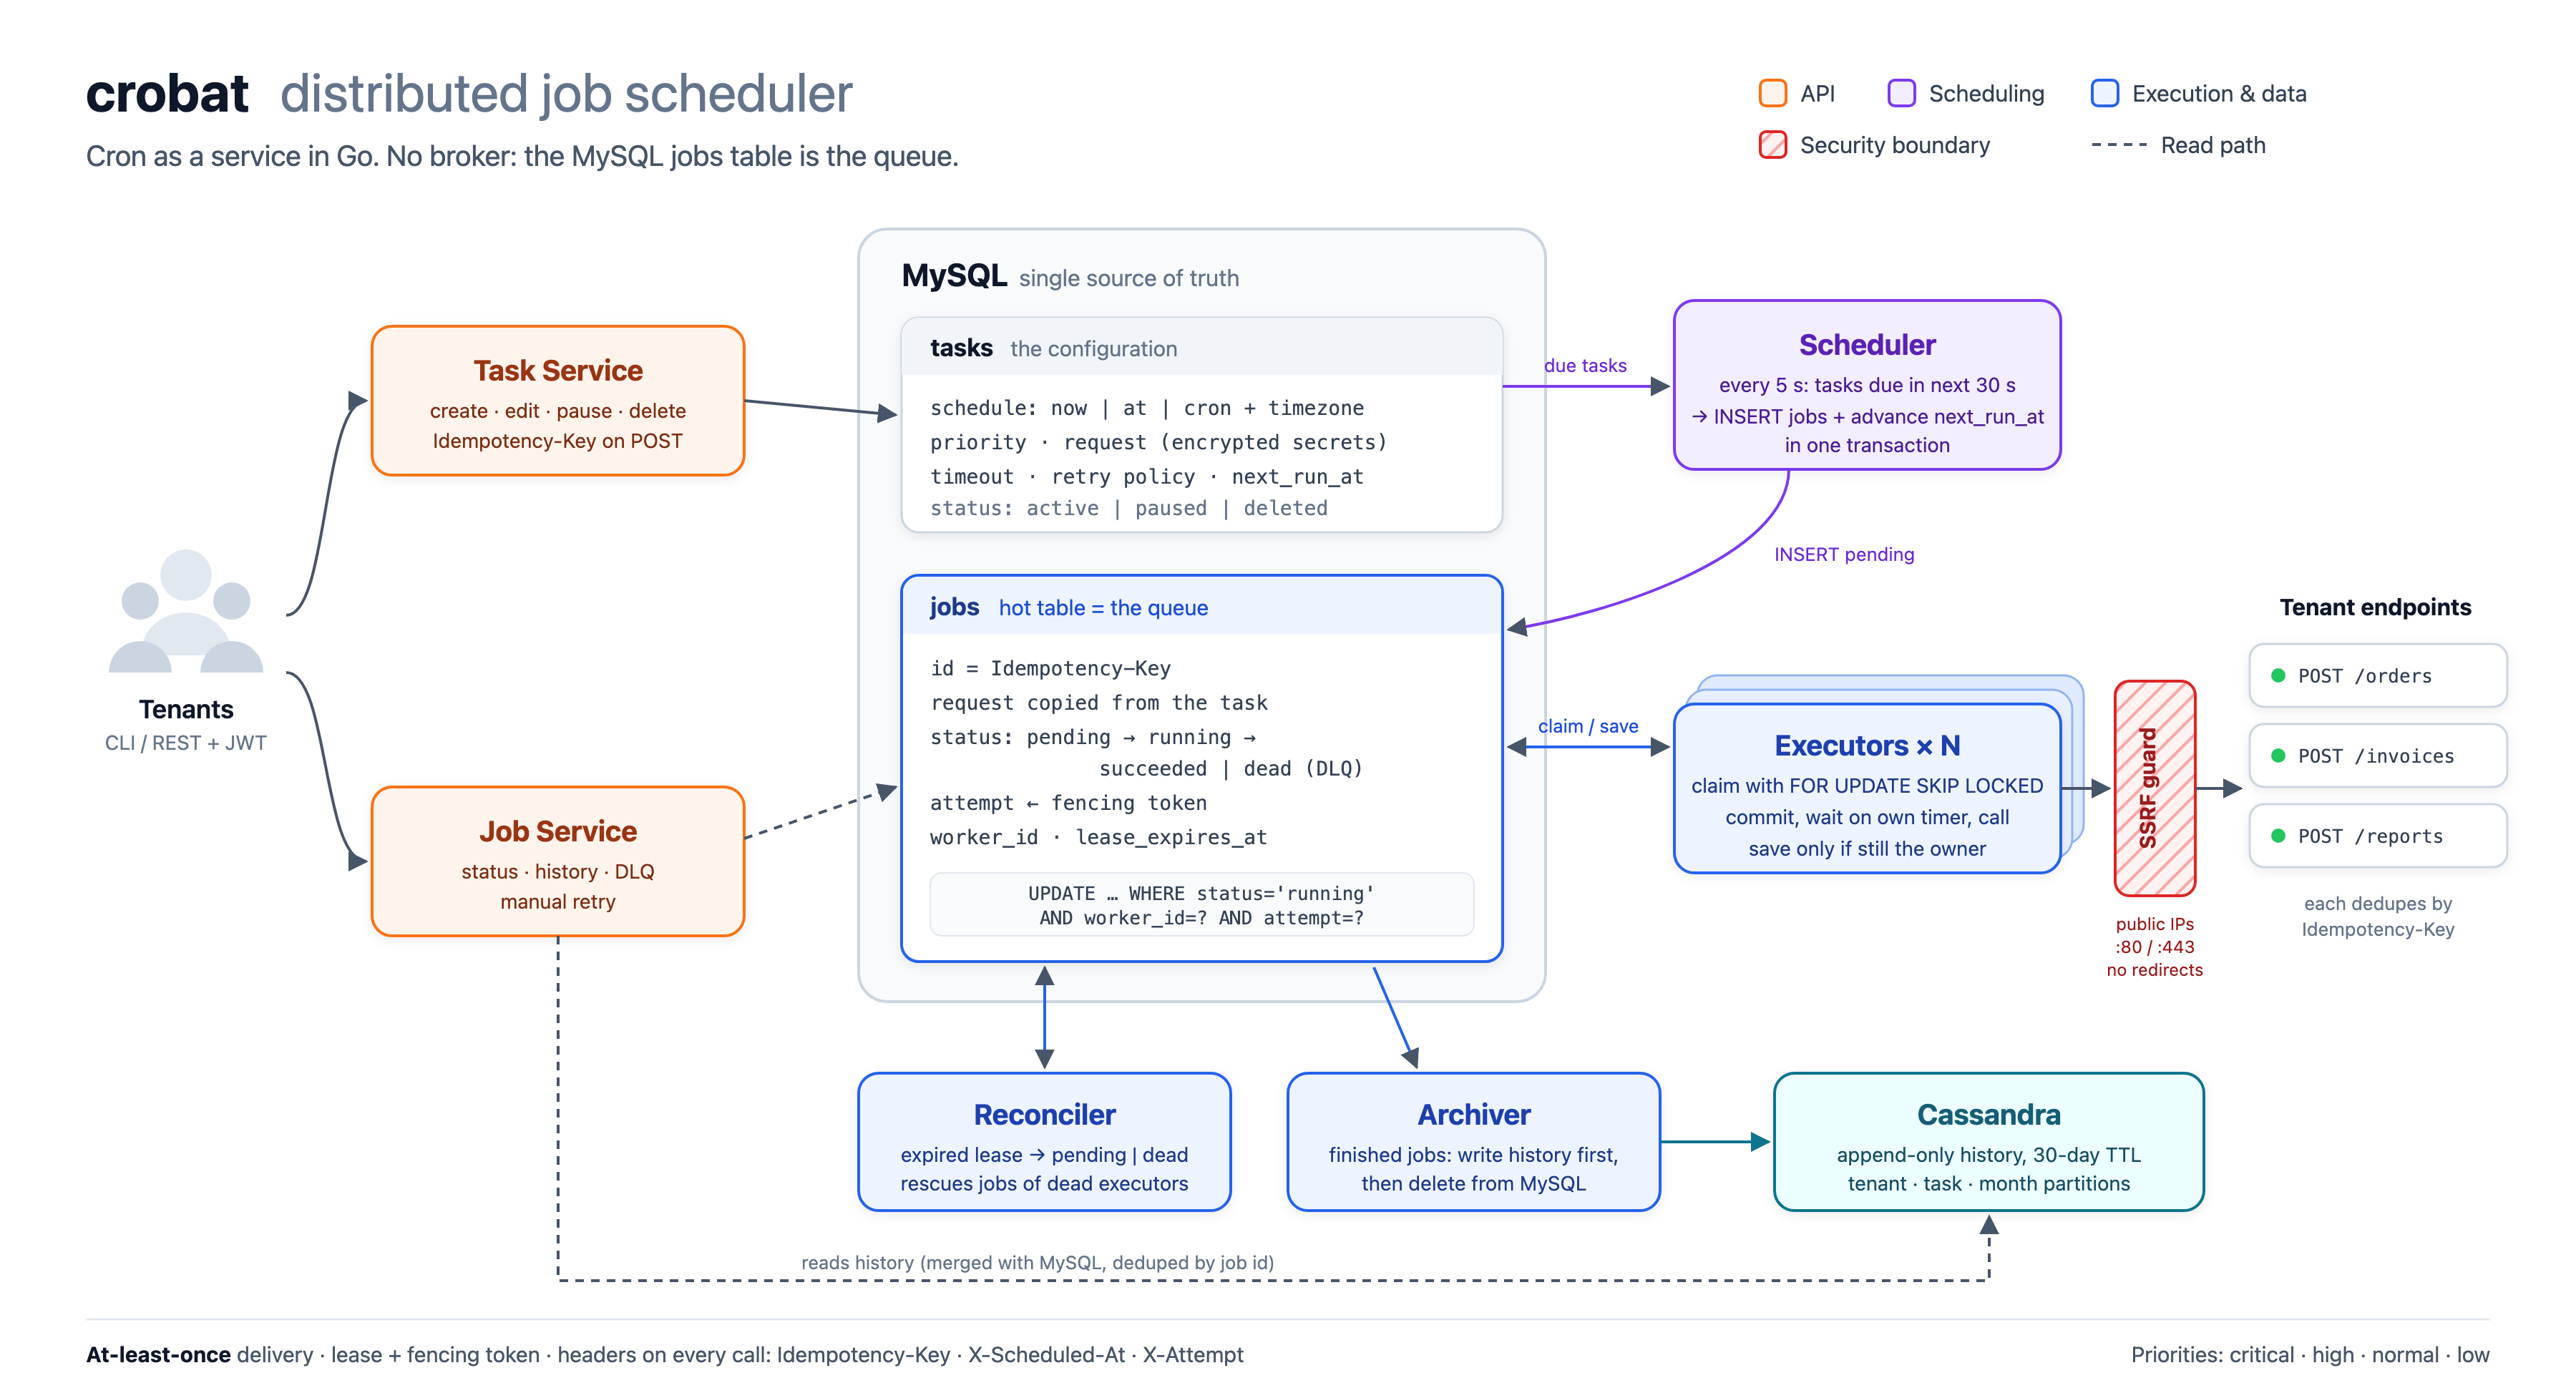 crobat distributed job scheduler
Cron as a service in Go. No broker: the MySQL jobs table is the queue.
API
Scheduling
Execution & data
Security boundary
Read path
MySQL single source of truth
tasks the configuration
schedule: now | at | cron + timezone
priority · request (encrypted secrets)
timeout · retry policy · next_run_at
status: active | paused | deleted
Task Service
create · edit · pause · delete
Idempotency-Key on POST
due tasks
Scheduler
every 5 s: tasks due in next 30 s
→ INSERT jobs + advance next_run_at
in one transaction
INSERT pending
Tenants
CLI / REST + JWT
jobs hot table = the queue
id = Idempotency-Key
request copied from the task
status: pending → running →
succeeded | dead (DLQ)
attempt ← fencing token
worker_id · lease_expires_at
UPDATE … WHERE status='running'
AND worker_id=? AND attempt=?
Job Service
status · history · DLQ
manual retry
claim / save
Executors × N
claim with FOR UPDATE SKIP LOCKED
commit, wait on own timer, call
save only if still the owner
SSRF guard
public IPs
:80 / :443
no redirects
Tenant endpoints
POST /orders
POST /invoices
POST /reports
each dedupes by
Idempotency-Key
Reconciler
expired lease → pending | dead
rescues jobs of dead executors
Archiver
finished jobs: write history first,
then delete from MySQL
Cassandra
append-only history, 30-day TTL
tenant · task · month partitions
reads history (merged with MySQL, deduped by job id)
At-least-once delivery · lease + fencing token · headers on every call: Idempotency-Key · X-Scheduled-At · X-Attempt
Priorities: critical · high · normal · low